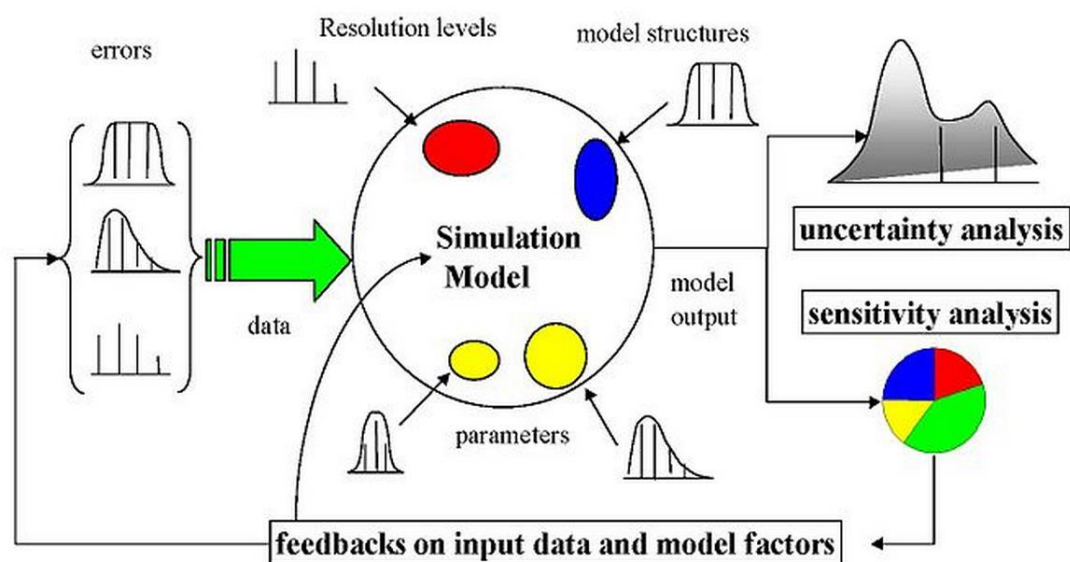 errors
Resolution levels
model structures
Simulation
Model
data
parameters
model
output
uncertainty analysis
sensitivity analysis
feedbacks on input data and model factors